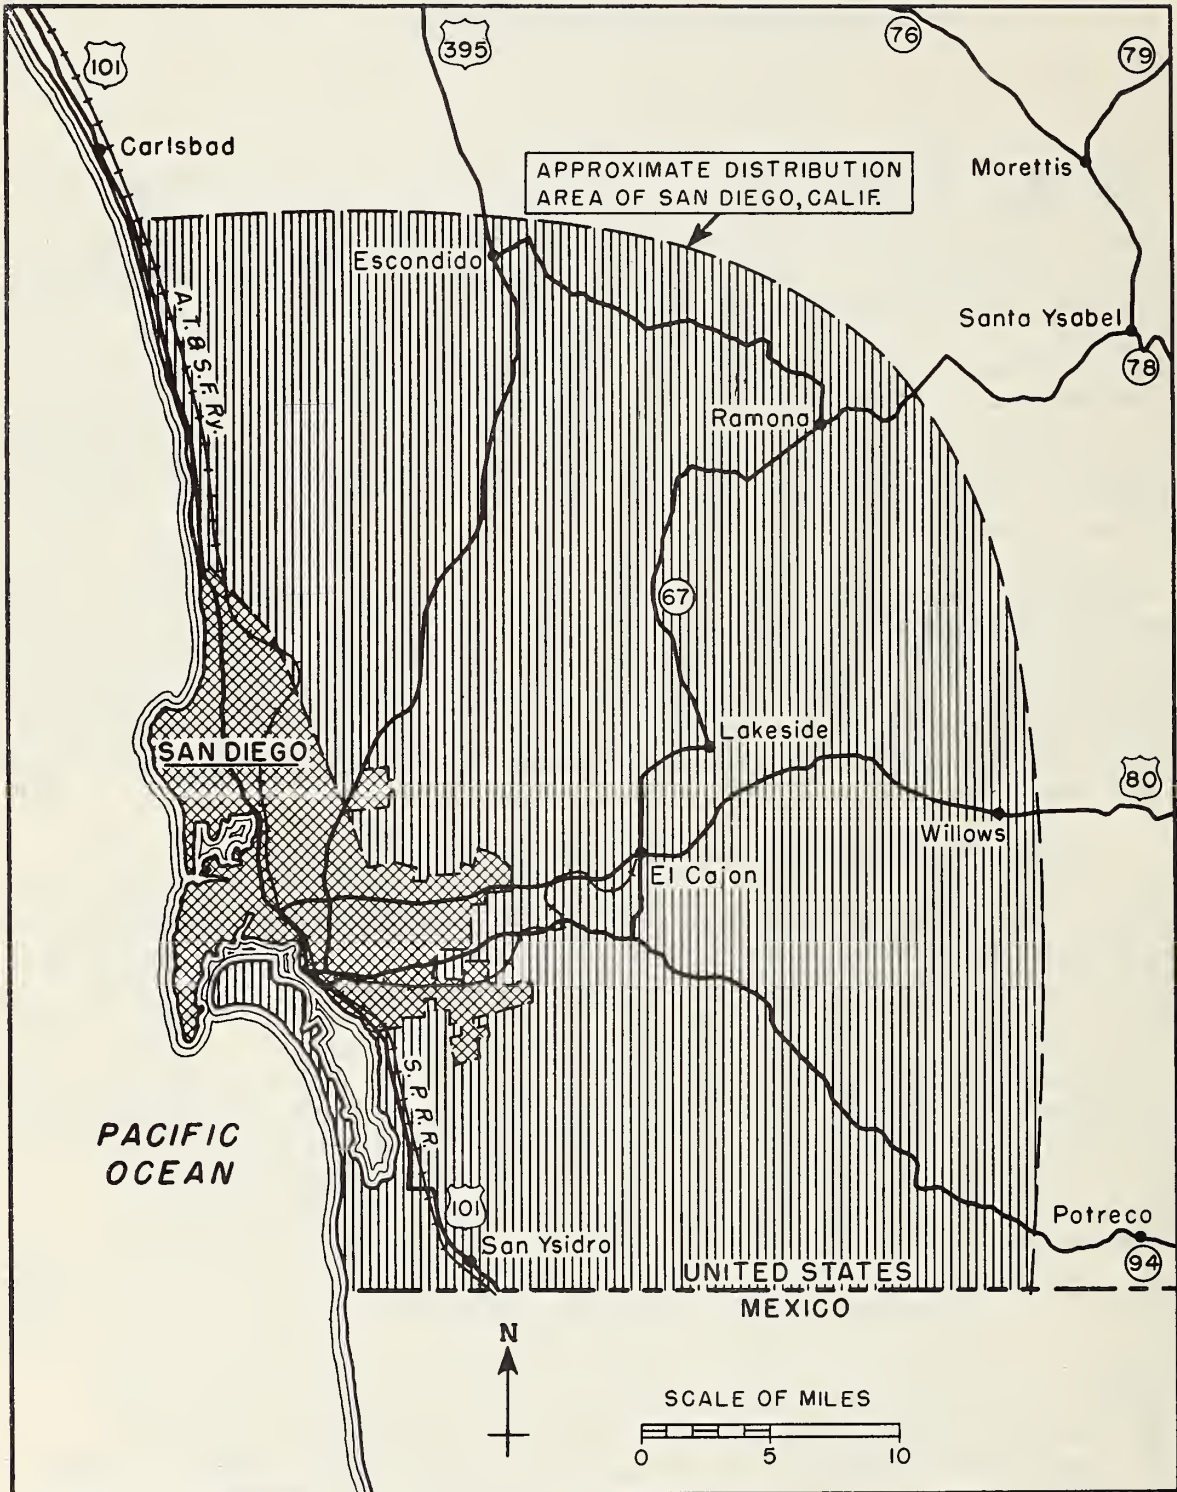 76
395
79
101
Carlsbad
Morettis
APPROXIMATE DISTRIBUTION
AREA OF SAN DIEGO, CALIF.
Escondido
A.T.& S.F. Ry.
Santa Ysabel
78
Ramona
67
Lakeside
SAN DIEGO
80
Willows
El Cajon
S.P.R.R.
PACIFIC
OCEAN
101
San Ysidro
Potreco
94
UNITED STATES
MEXICO
N
SCALE OF MILES
0 5 10